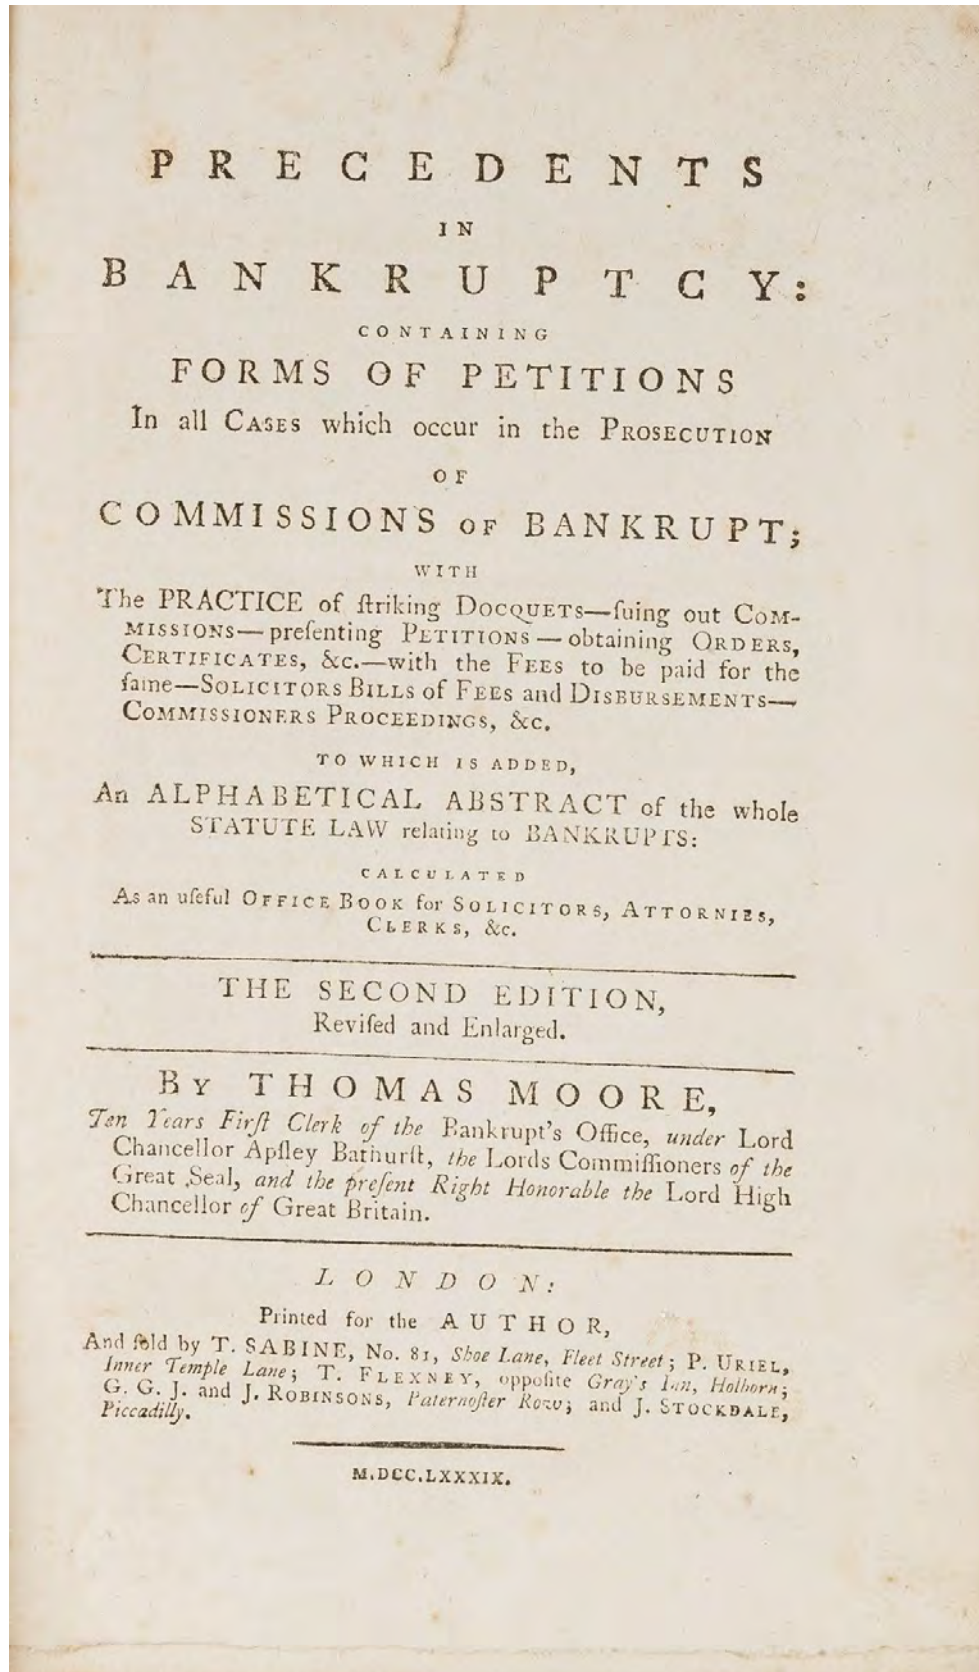 PRECEDENTS
IN
BANKRUPTCY:
CONTAINING
FORMS OF PETITIONS
In all CASES which occur in the PROSECUTION
OF
COMMISSIONS OF BANKRUPT;
WITH
The PRACTICE of ſtriking DOCQUETS—ſuing out COM-
MISSIONS—preſenting PETITIONS—obtaining ORDERS,
CERTIFICATES, &c.—with the FEES to be paid for the
ſame—SOLICITORS BILLS of FEES and DISBURSEMENTS—
COMMISSIONERS PROCEEDINGS, &c.
TO WHICH IS ADDED,
An ALPHABETICAL ABSTRACT of the whole
STATUTE LAW relating to BANKRUPTS:
CALCULATED
As an uſeful OFFICE BOOK for SOLICITORS, ATTORNIES,
CLERKS, &c.
THE SECOND EDITION,
Reviſed and Enlarged.
BY THOMAS MOORE,
Ten Years Firſt Clerk of the Bankrupt's Office, under Lord
Chancellor Apſley Bathurſt, the Lords Commiſſioners of the
Great Seal, and the preſent Right Honorable the Lord High
Chancellor of Great Britain.
LONDON:
Printed for the AUTHOR,
And ſold by T. SABINE, No. 81, Shoe Lane, Fleet Street; P. URIEL,
Inner Temple Lane; T. FLEXNEY, oppoſite Gray's Inn, Holborn;
G. G. J. and J. ROBINSONS, Paternoſter Row; and J. STOCKDALE,
Piccadilly.
M.DCC.LXXXIX.